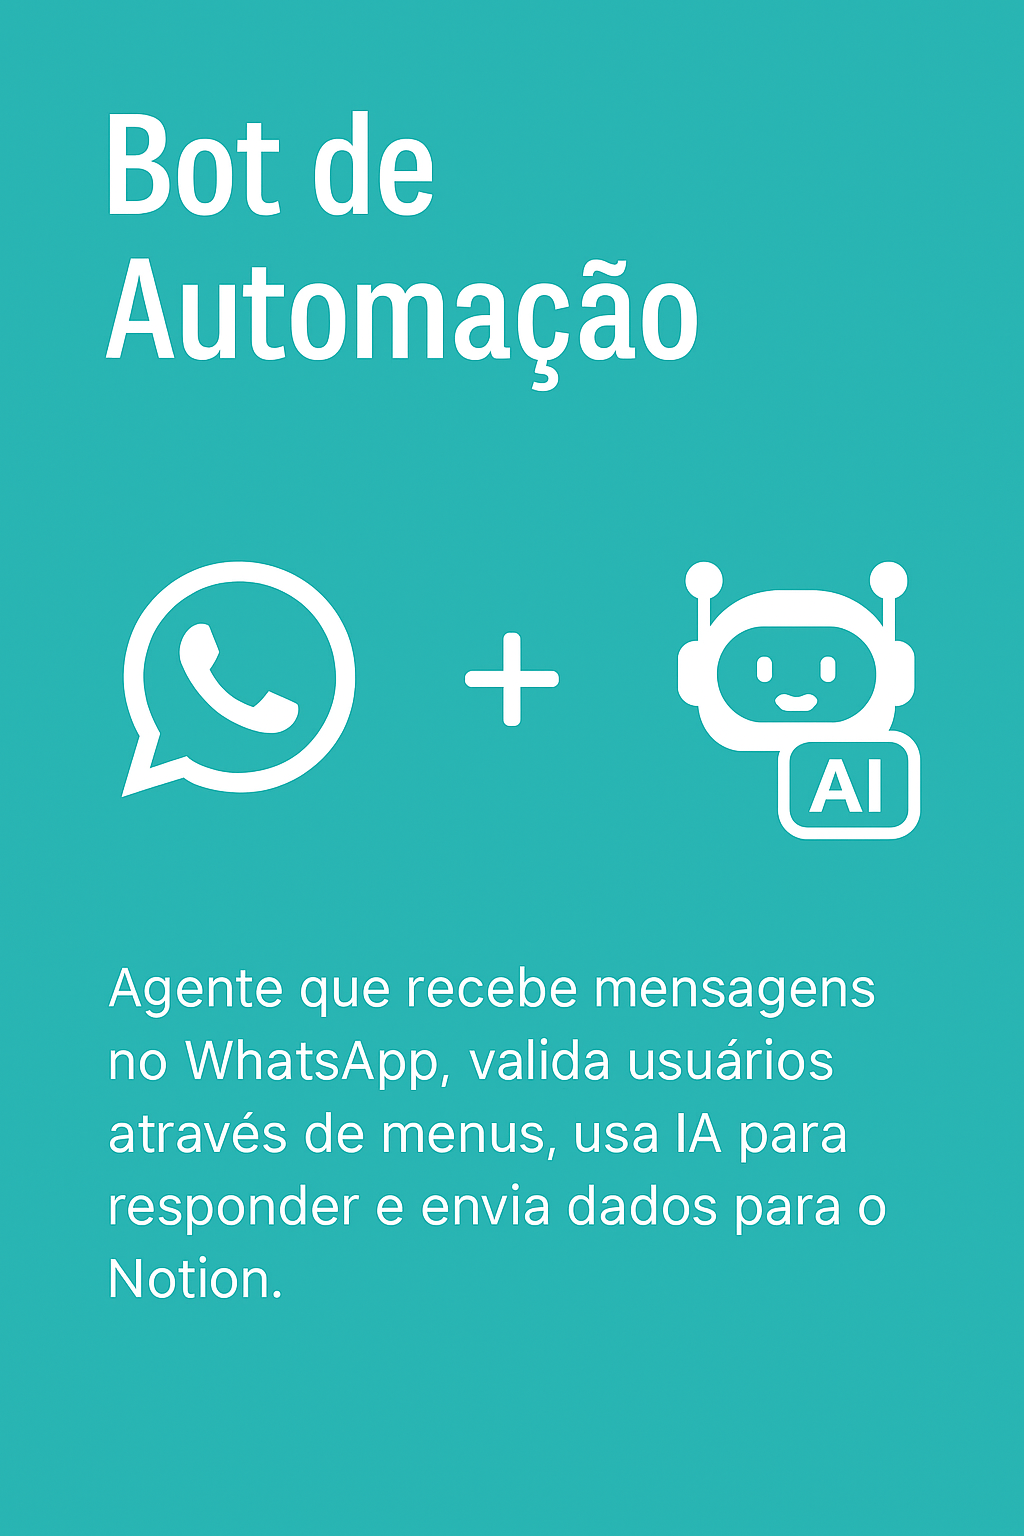 Bot de
Automação
AI
Agente que recebe mensagens
no WhatsApp, valida usuários
através de menus, usa IA para
responder e envia dados para o
Notion.